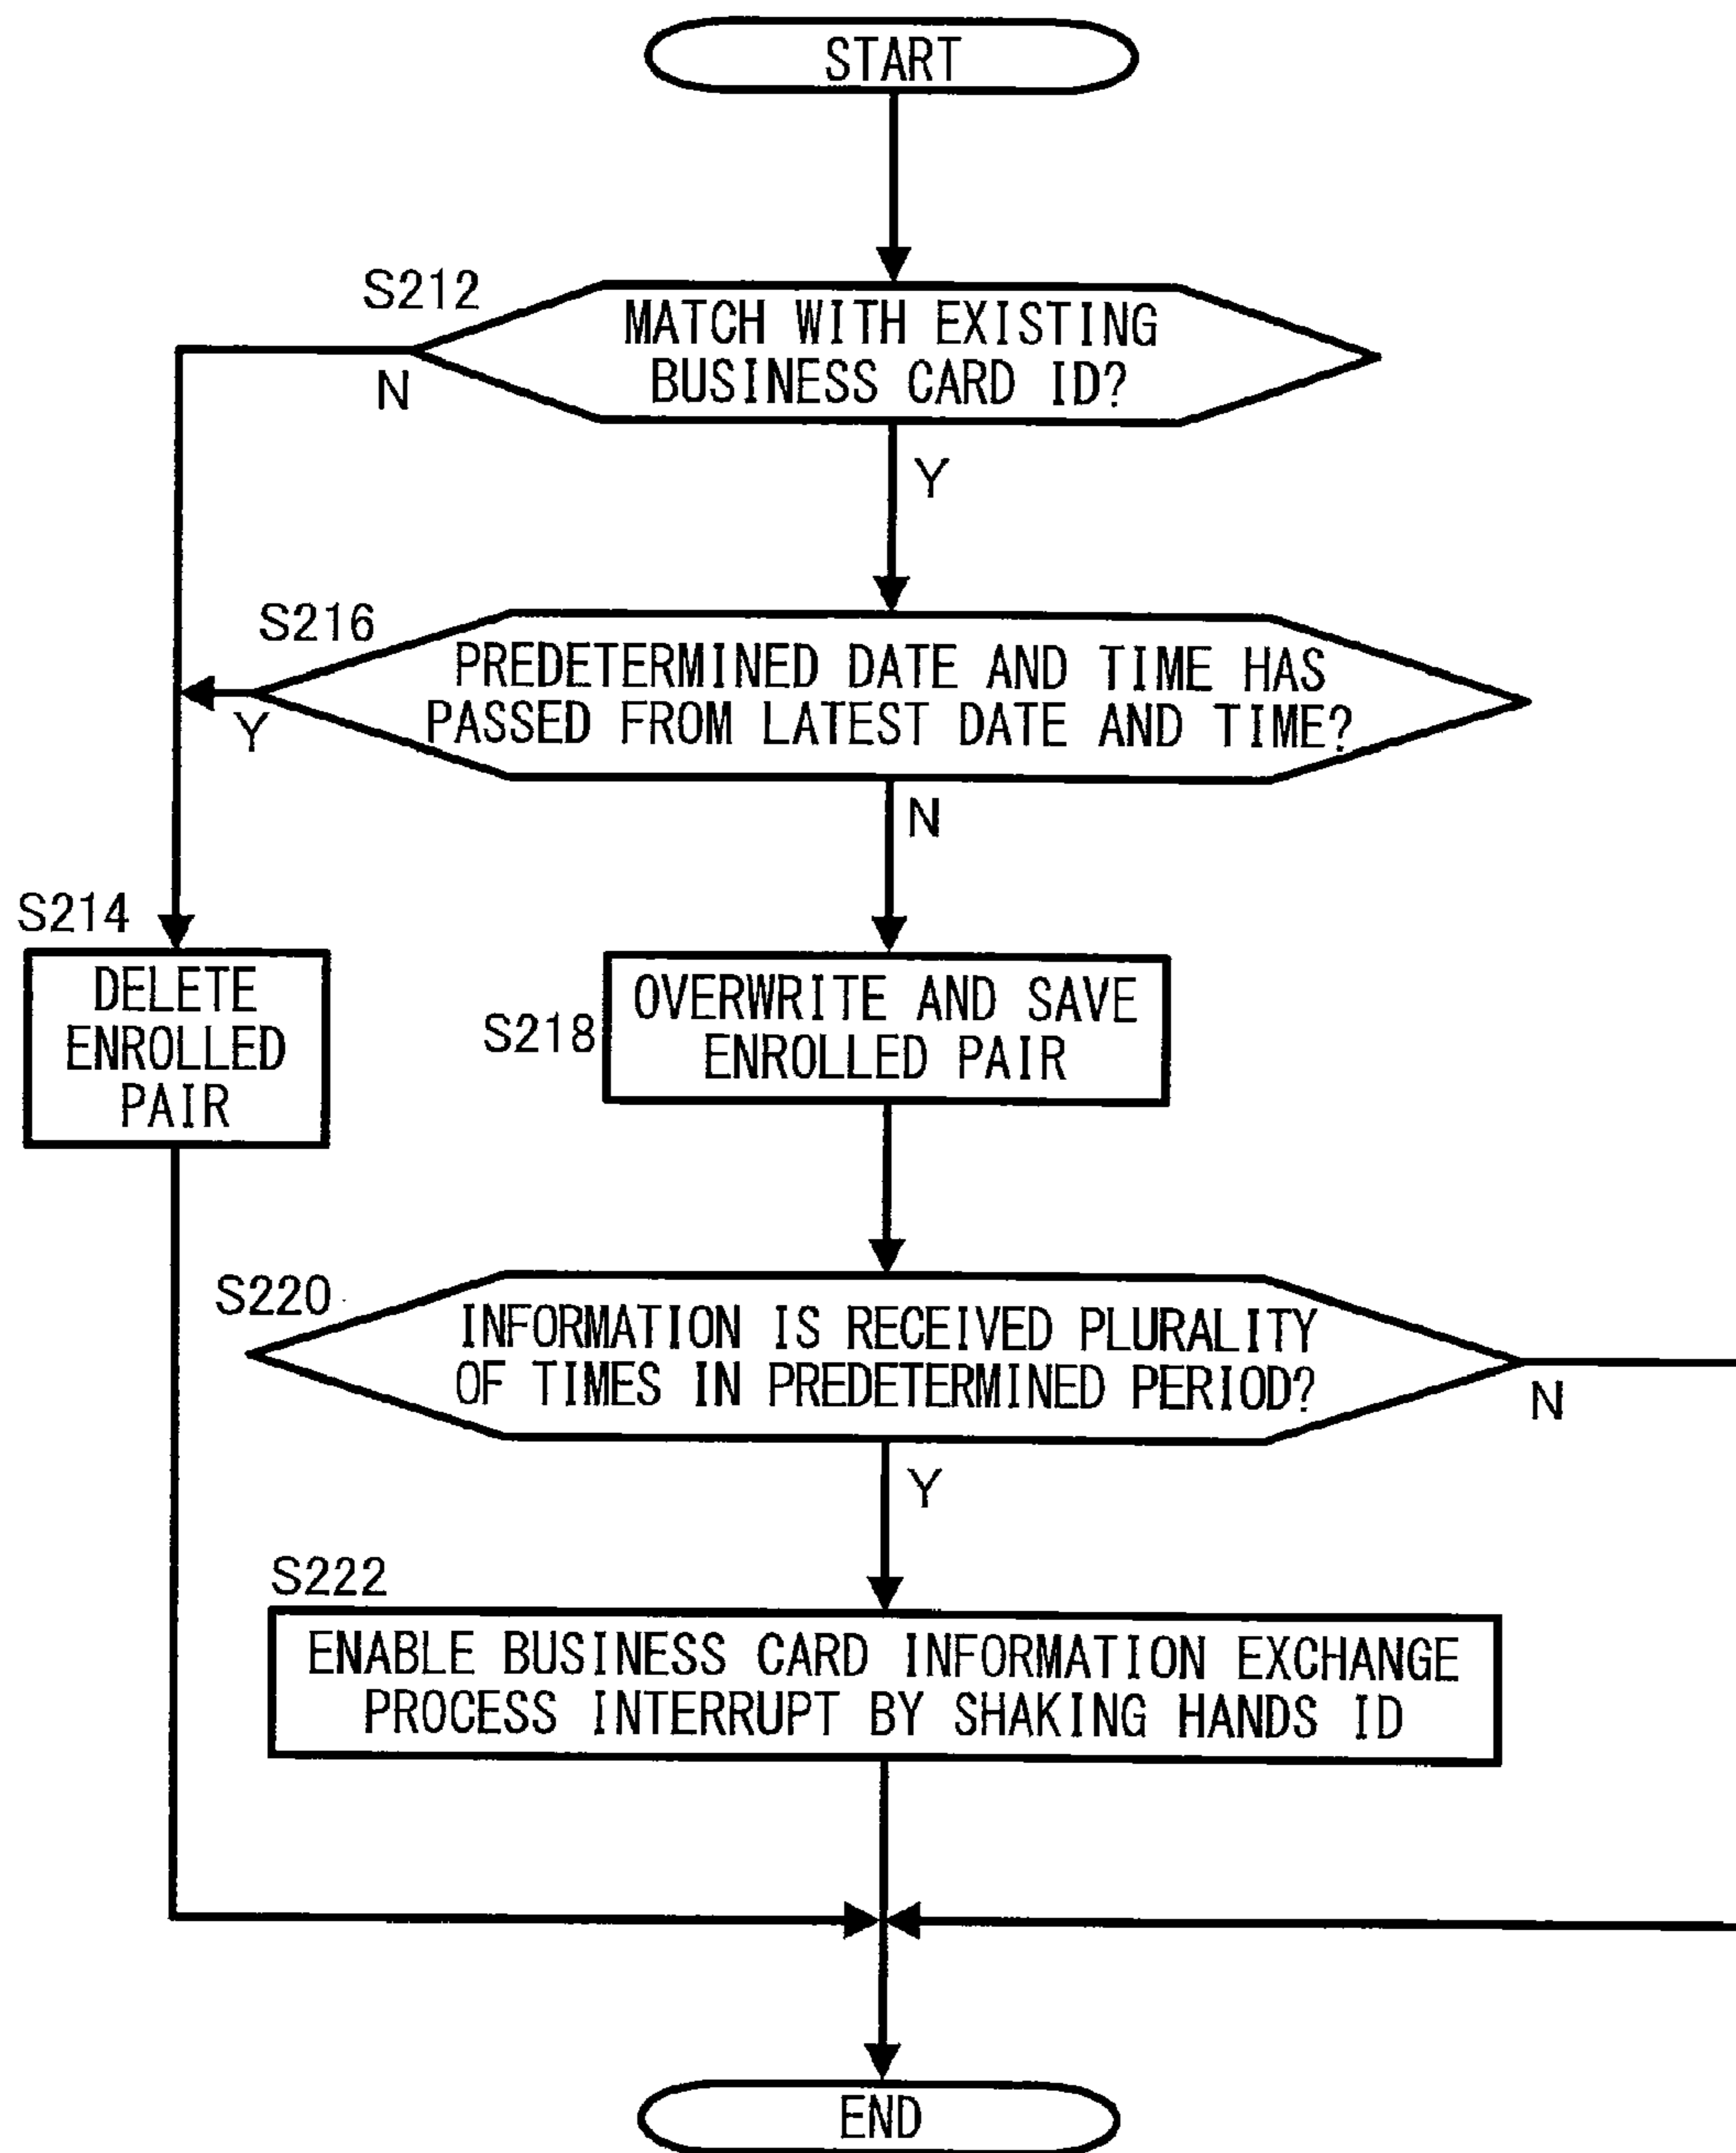 START
S212
MATCH WITH EXISTING
BUSINESS CARD ID?
N
Y
S216
PREDETERMINED DATE AND TIME HAS
PASSED FROM LATEST DATE AND TIME?
Y
N
S214
DELETE
ENROLLED
PAIR
S218
OVERWRITE AND SAVE
ENROLLED PAIR
S220
INFORMATION IS RECEIVED PLURALITY
OF TIMES IN PREDETERMINED PERIOD?
N
Y
S222
ENABLE BUSINESS CARD INFORMATION EXCHANGE
PROCESS INTERRUPT BY SHAKING HANDS ID
END